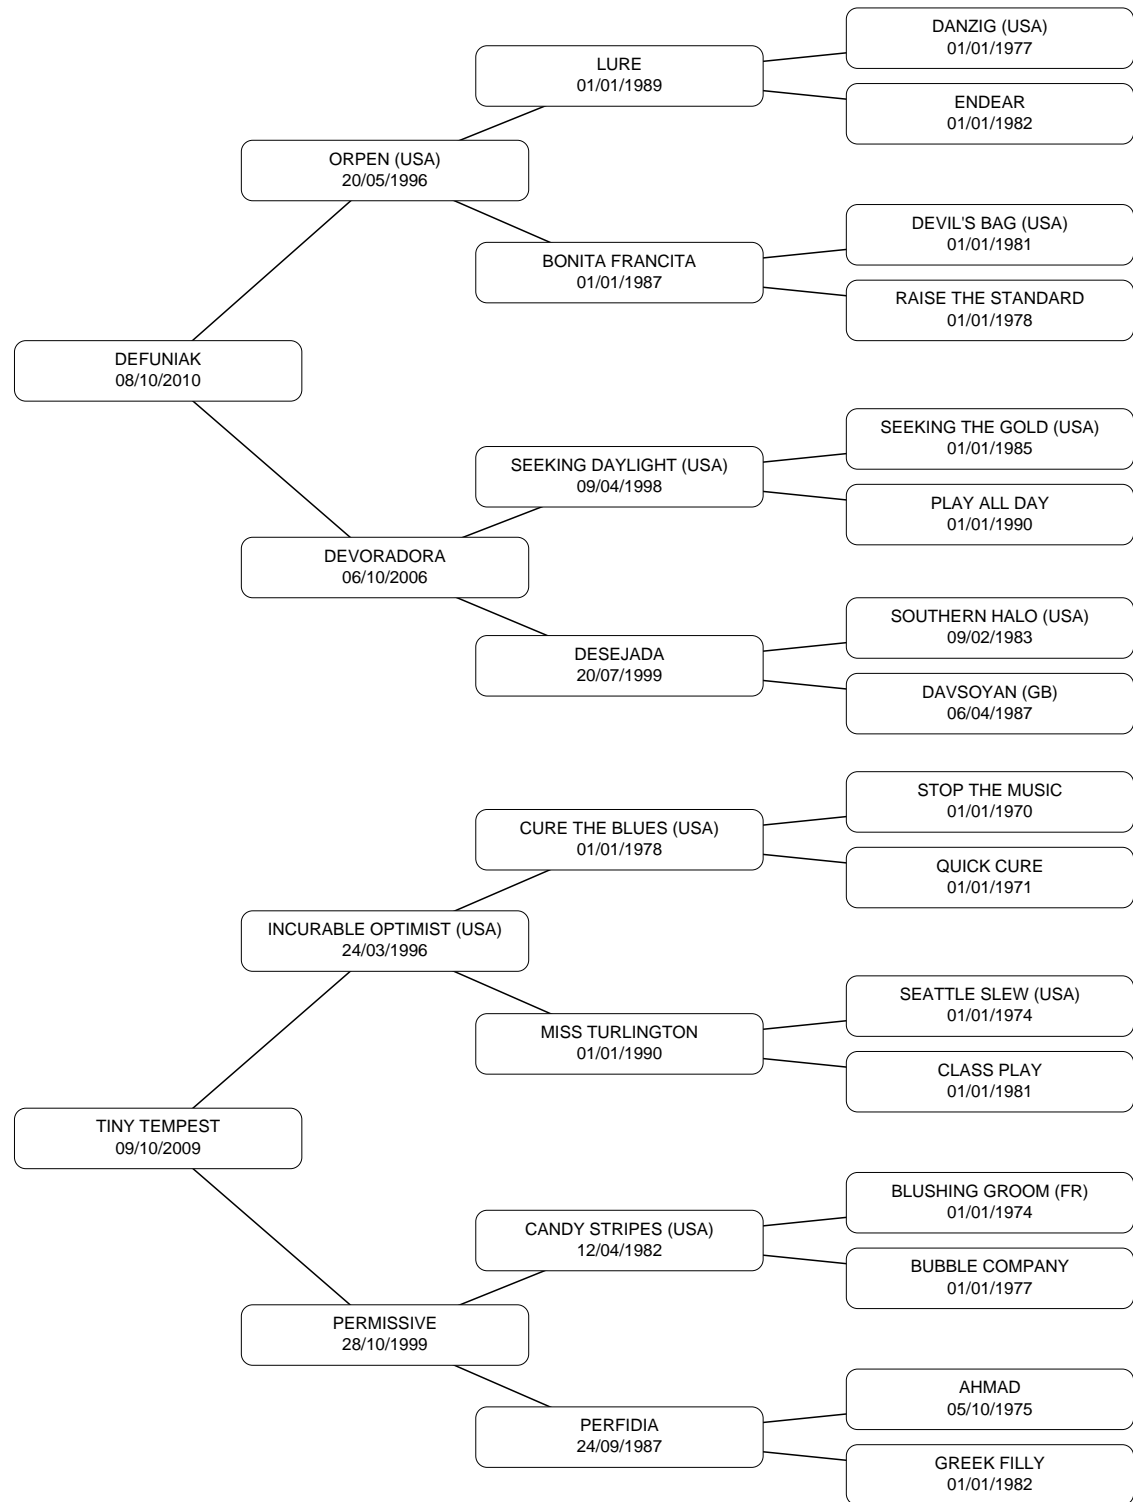 DANZIG (USA)
01/01/1977
LURE
01/01/1989
ENDEAR
01/01/1982
ORPEN (USA)
20/05/1996
DEVIL'S BAG (USA)
01/01/1981
BONITA FRANCITA
01/01/1987
RAISE THE STANDARD
01/01/1978
DEFUNIAK
08/10/2010
SEEKING THE GOLD (USA)
01/01/1985
SEEKING DAYLIGHT (USA)
09/04/1998
PLAY ALL DAY
01/01/1990
DEVORADORA
06/10/2006
SOUTHERN HALO (USA)
09/02/1983
DESEJADA
20/07/1999
DAVSOYAN (GB)
06/04/1987
STOP THE MUSIC
01/01/1970
CURE THE BLUES (USA)
01/01/1978
QUICK CURE
01/01/1971
INCURABLE OPTIMIST (USA)
24/03/1996
SEATTLE SLEW (USA)
01/01/1974
MISS TURLINGTON
01/01/1990
CLASS PLAY
01/01/1981
TINY TEMPEST
09/10/2009
BLUSHING GROOM (FR)
01/01/1974
CANDY STRIPES (USA)
12/04/1982
BUBBLE COMPANY
01/01/1977
PERMISSIVE
28/10/1999
AHMAD
05/10/1975
PERFIDIA
24/09/1987
GREEK FILLY
01/01/1982